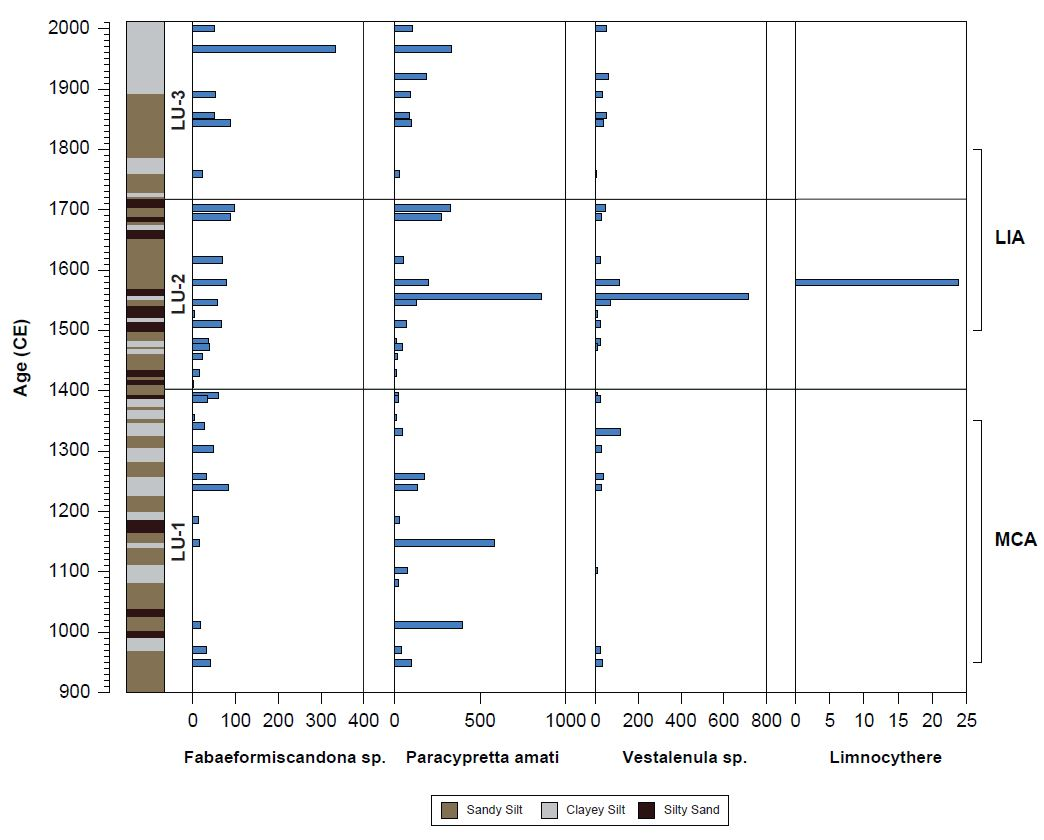 2000
1900
1800
1700
1600
1500
1400
1300
1200
1100
1000
900
Age (CE)
LU-3
LU-2
LU-1
LIA
MCA
0 100 200 300 400
0 500 1000
0 200 400 600 800
0 5 10 15 20 25
Fabaeformiscandona sp.
Paracypretta amati
Vestalenula sp.
Limnocythere
Sandy Silt
Clayey Silt
Silty Sand